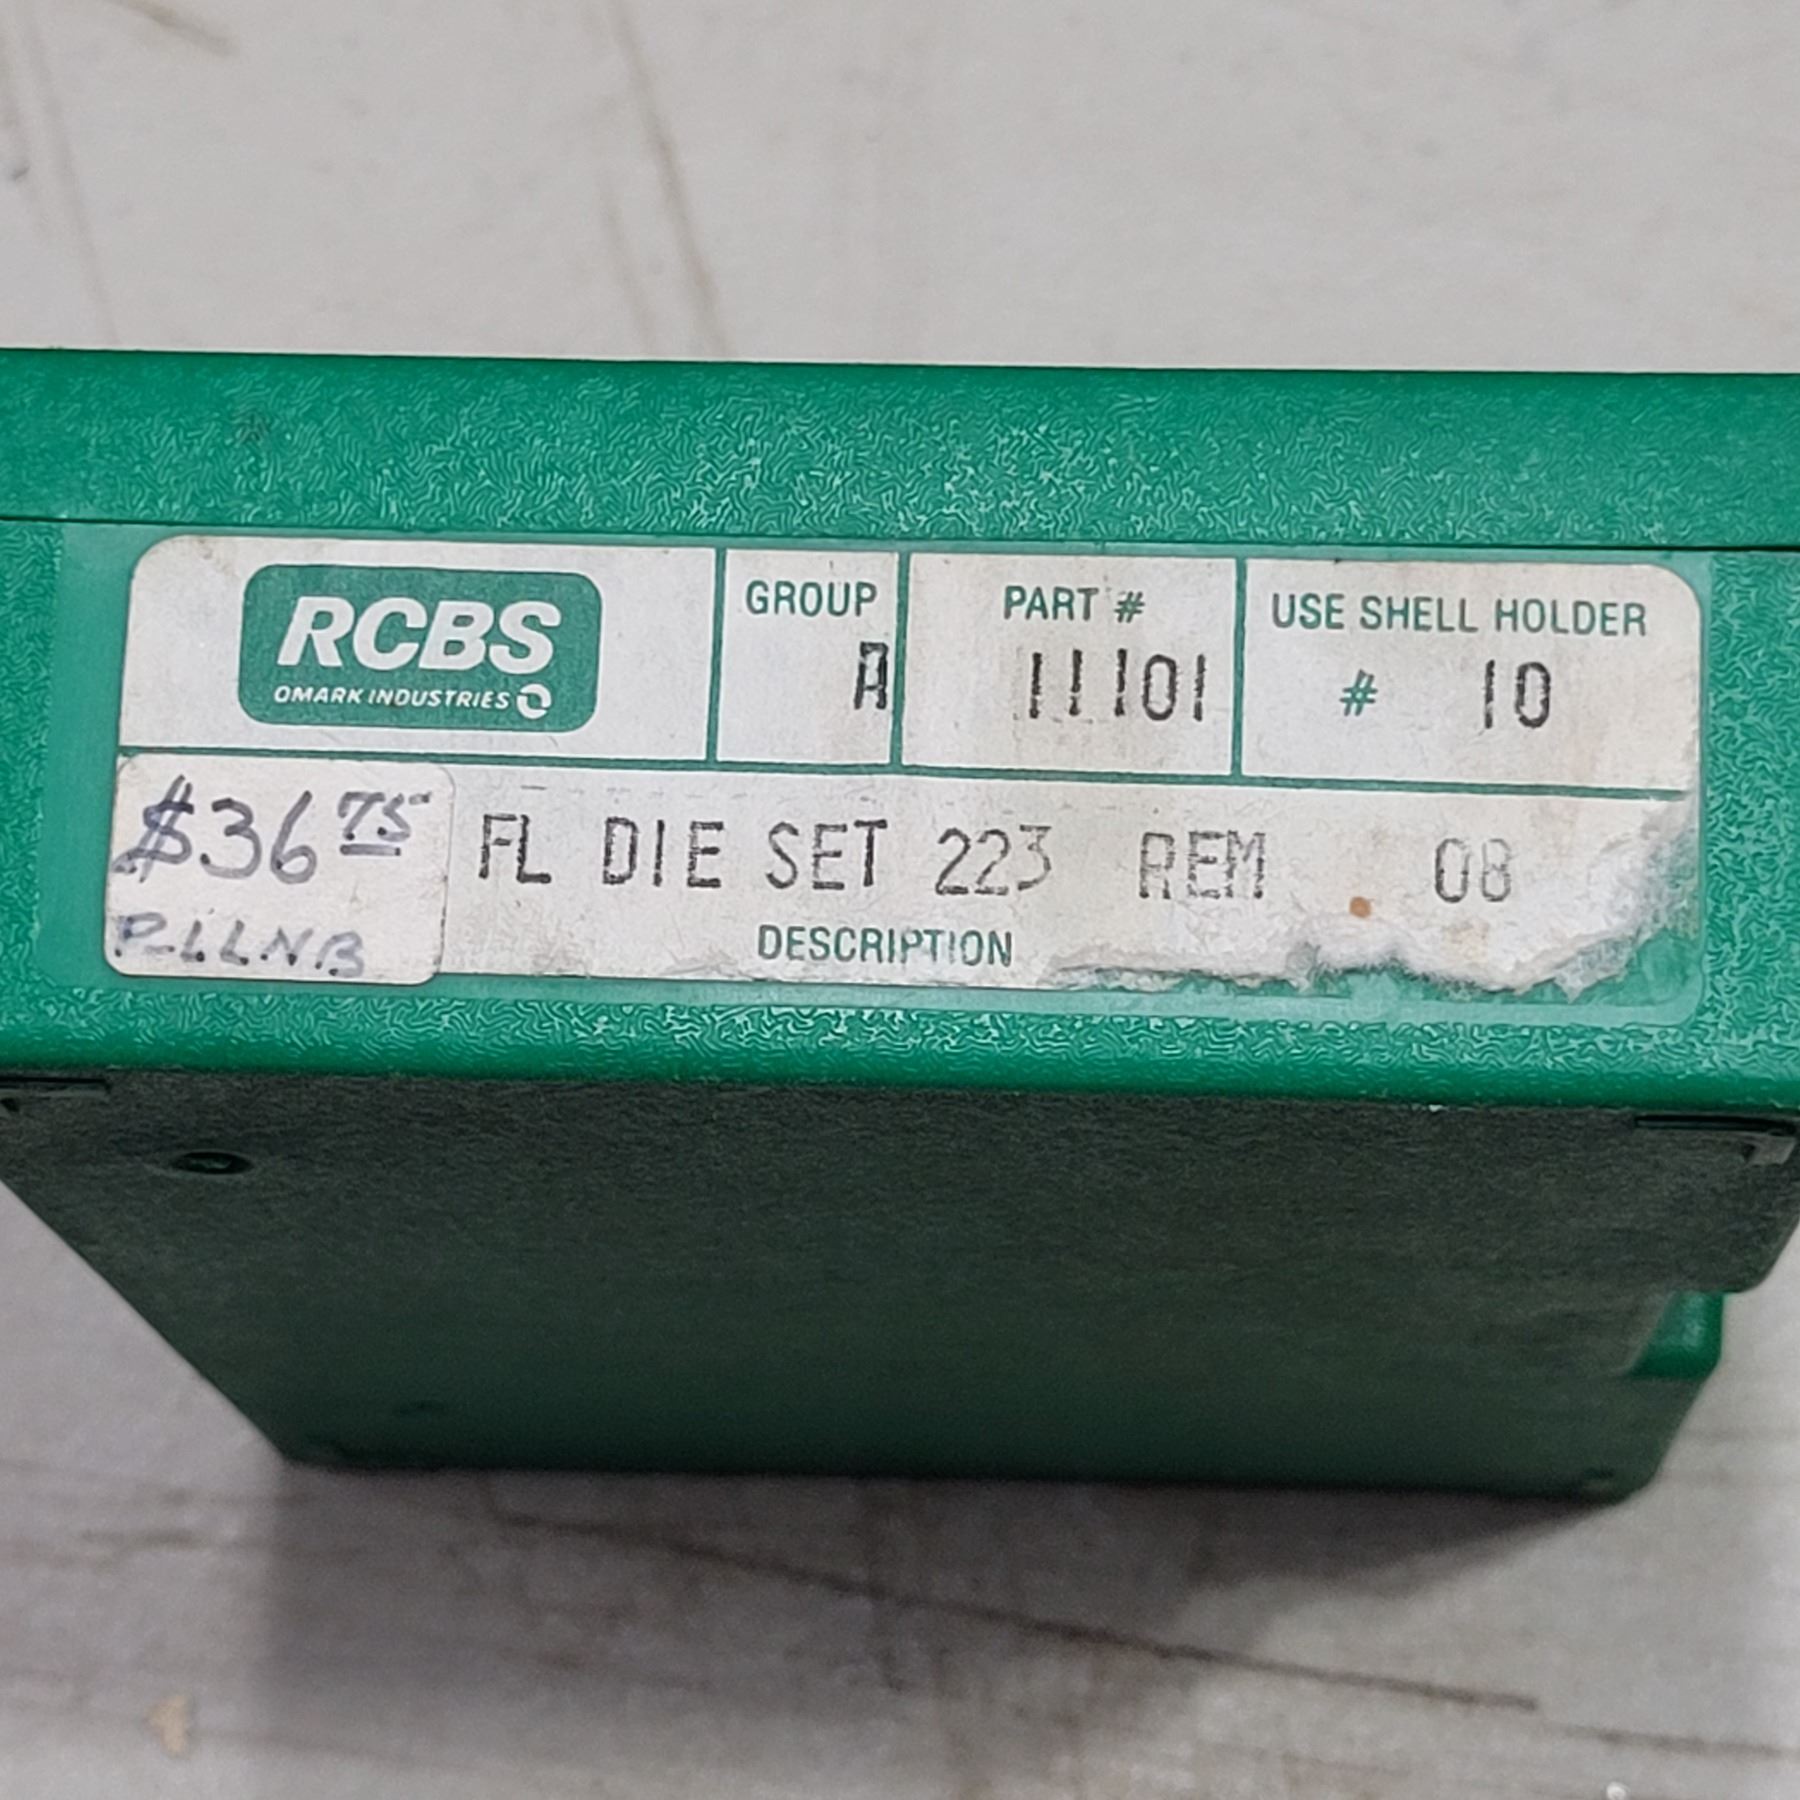 RCBS
OMARK INDUSTRIES
GROUP
A
PART #
11101
USE SHELL HOLDER
# 10
$36 75
FL DIE SET 223 REM 08
DESCRIPTION